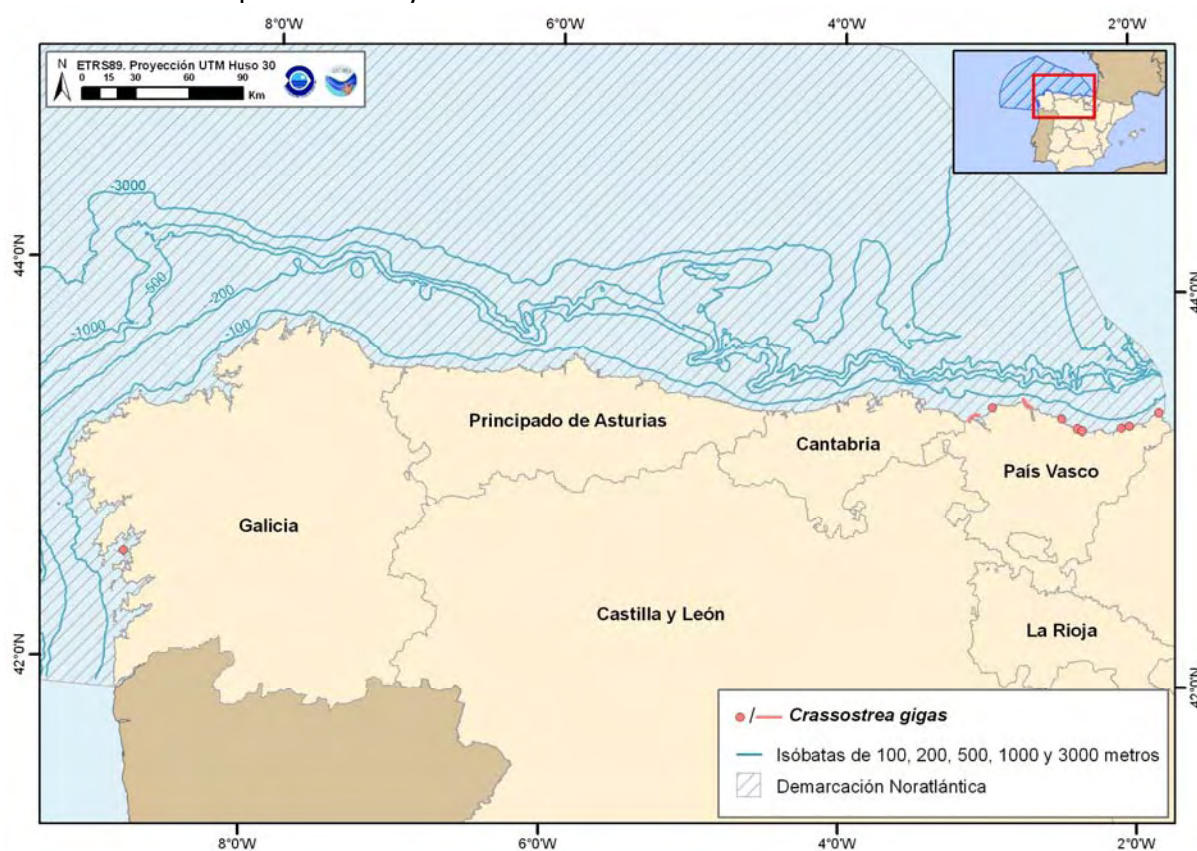 8°0'W 6°0'W 4°0'W 2°0'W
N ETRS89. Proyección UTM Huso 30
0 15 30 60 90
Km
-3000
44°0'N
44°0'N
-500
-200
-1000
-100
Principado de Asturias
Cantabria
País Vasco
Galicia
Castilla y León
La Rioja
42°0'N
42°0'N
/ Crassostrea gigas
Isóbatas de 100, 200, 500, 1000 y 3000 metros
Demarcación Noratlántica
8°0'W 6°0'W 4°0'W 2°0'W